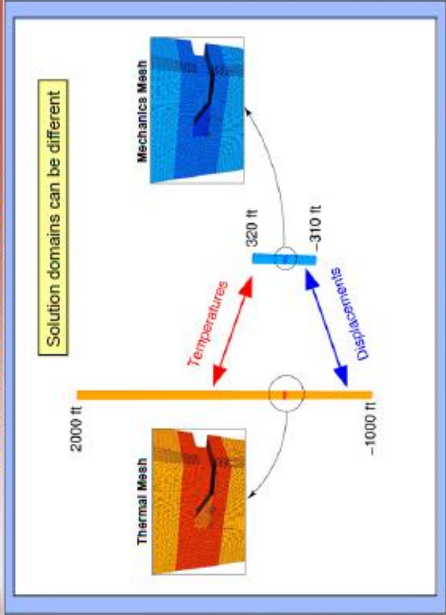 Solution domains can be different
Thermal Mesh
Mechanics Mesh
2000 ft
Temperatures
320 ft
-310 ft
Displacements
-1000 ft